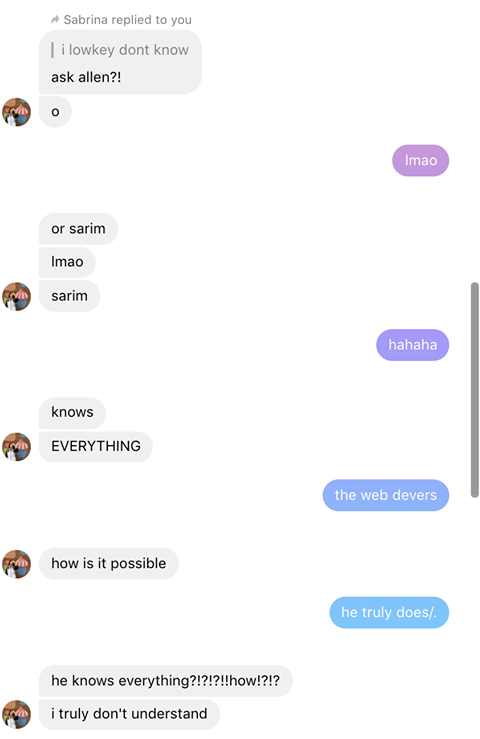 Sabrina replied to you
i lowkey dont know
ask allen?!
o
lmao
or sarim
lmao
sarim
hahaha
knows
EVERYTHING
the web devers
how is it possible
he truly does/.
he knows everything?!?!?!!how!?!?
i truly don't understand